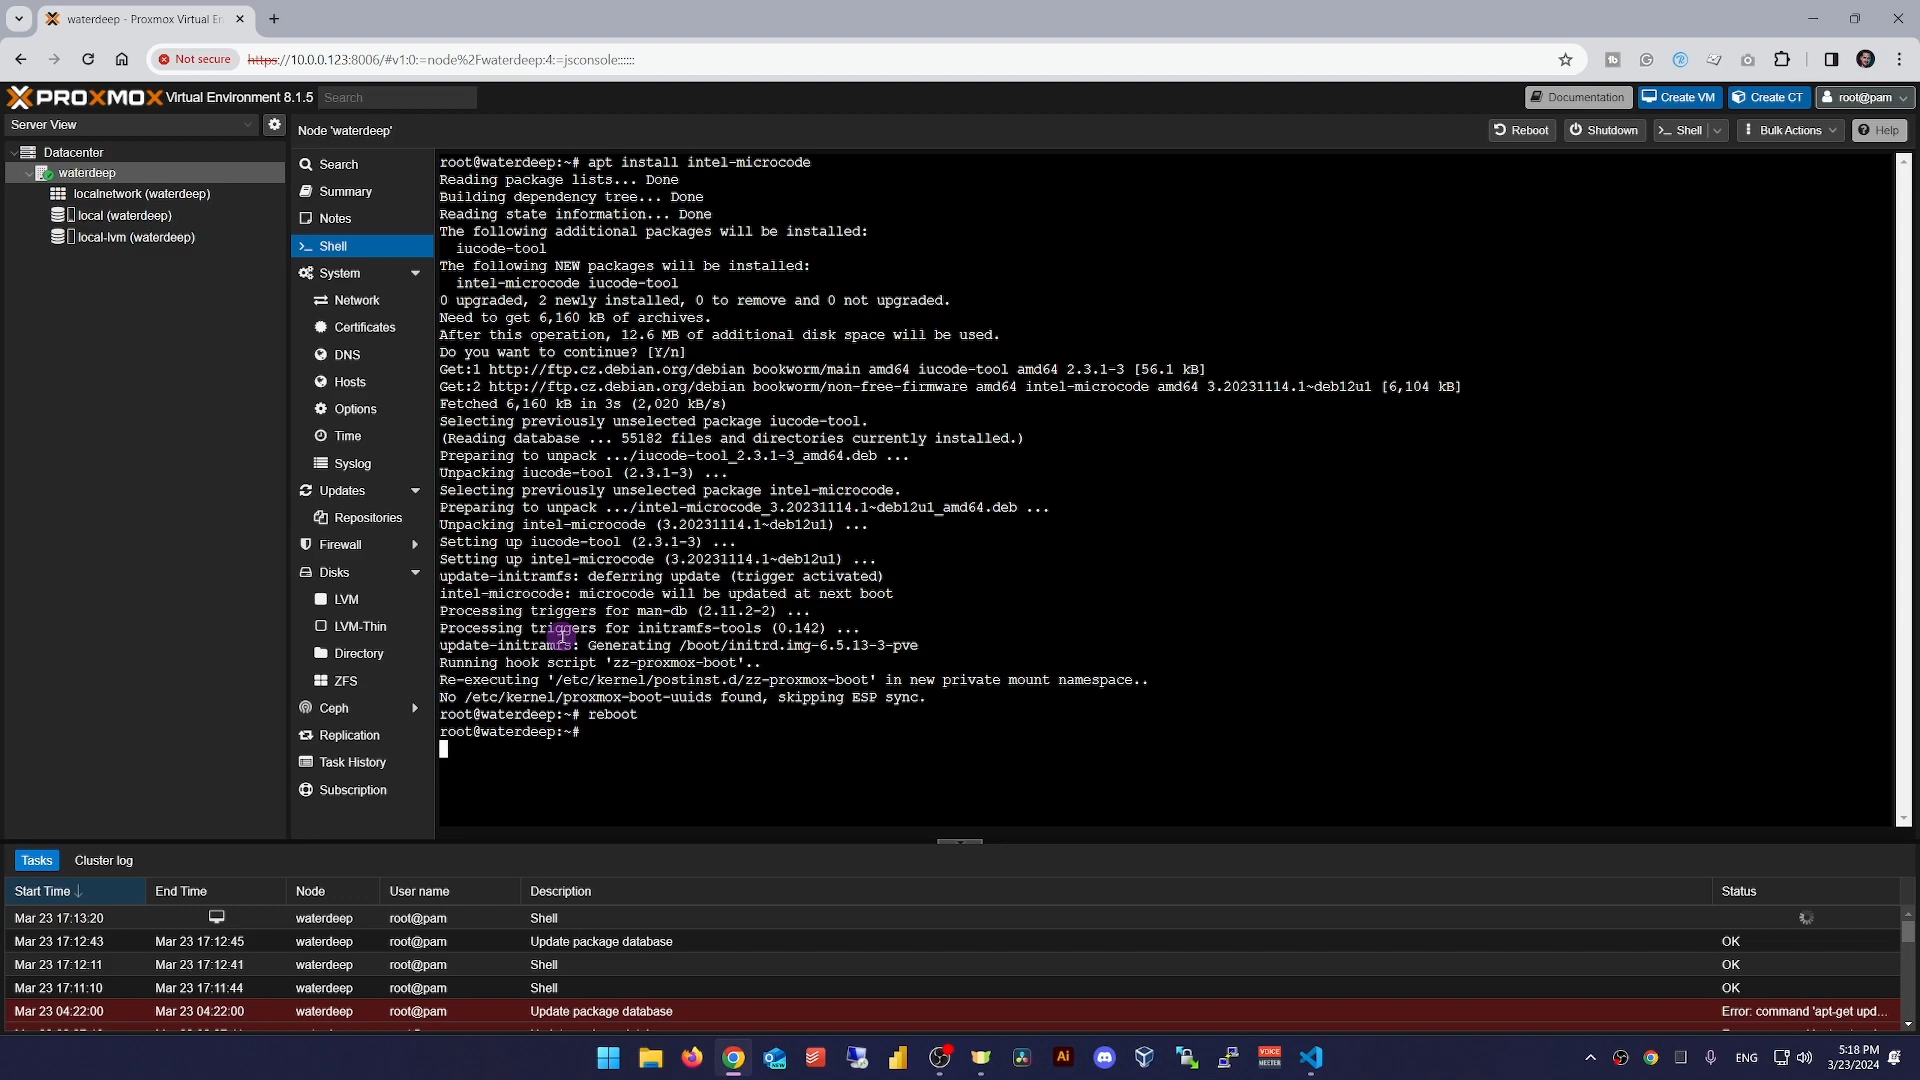 waterdeep - Proxmox Virtual En
Not secure
https://10.0.0.123:8006/#v1:0:=node%2Fwaterdeep:4:=jsconsole::::::
PROXMOX Virtual Environment 8.1.5
Search
Documentation
Create VM
Create CT
root@pam
Server View
Node 'waterdeep'
Reboot
Shutdown
Shell
Bulk Actions
Help
Datacenter
waterdeep
localnetwork (waterdeep)
local (waterdeep)
local-lvm (waterdeep)
Search
Summary
Notes
Shell
System
Network
Certificates
DNS
Hosts
Options
Time
Syslog
Updates
Repositories
Firewall
Disks
LVM
LVM-Thin
Directory
ZFS
Ceph
Replication
Task History
Subscription
root@waterdeep:~# apt install intel-microcode
Reading package lists... Done
Building dependency tree... Done
Reading state information... Done
The following additional packages will be installed:
iucode-tool
The following NEW packages will be installed:
intel-microcode iucode-tool
0 upgraded, 2 newly installed, 0 to remove and 0 not upgraded.
Need to get 6,160 kB of archives.
After this operation, 12.6 MB of additional disk space will be used.
Do you want to continue? [Y/n]
Get:1 http://ftp.cz.debian.org/debian bookworm/main amd64 iucode-tool amd64 2.3.1-3 [56.1 kB]
Get:2 http://ftp.cz.debian.org/debian bookworm/non-free-firmware amd64 intel-microcode amd64 3.20231114.1~deb12u1 [6,104 kB]
Fetched 6,160 kB in 3s (2,020 kB/s)
Selecting previously unselected package iucode-tool.
(Reading database ... 55182 files and directories currently installed.)
Preparing to unpack .../iucode-tool_2.3.1-3_amd64.deb ...
Unpacking iucode-tool (2.3.1-3) ...
Selecting previously unselected package intel-microcode.
Preparing to unpack .../intel-microcode_3.20231114.1~deb12u1_amd64.deb ...
Unpacking intel-microcode (3.20231114.1~deb12u1) ...
Setting up iucode-tool (2.3.1-3) ...
Setting up intel-microcode (3.20231114.1~deb12u1) ...
update-initramfs: deferring update (trigger activated)
intel-microcode: microcode will be updated at next boot
Processing triggers for man-db (2.11.2-2) ...
Processing triggers for initramfs-tools (0.142) ...
update-initramfs: Generating /boot/initrd.img-6.5.13-3-pve
Running hook script 'zz-proxmox-boot'..
Re-executing '/etc/kernel/postinst.d/zz-proxmox-boot' in new private mount namespace..
No /etc/kernel/proxmox-boot-uuids found, skipping ESP sync.
root@waterdeep:~# reboot
root@waterdeep:~#
Tasks
Cluster log
Start Time End Time Node User name Description Status
Mar 23 17:13:20 waterdeep root@pam Shell
Mar 23 17:12:43 Mar 23 17:12:45 waterdeep root@pam Update package database OK
Mar 23 17:12:11 Mar 23 17:12:41 waterdeep root@pam Shell OK
Mar 23 17:11:10 Mar 23 17:11:44 waterdeep root@pam Shell OK
Mar 23 04:22:00 Mar 23 04:22:00 waterdeep root@pam Update package database Error: command 'apt-get upd...
NEW
Ai
VOICE
MEETER
ENG
5:18 PM
3/23/2024